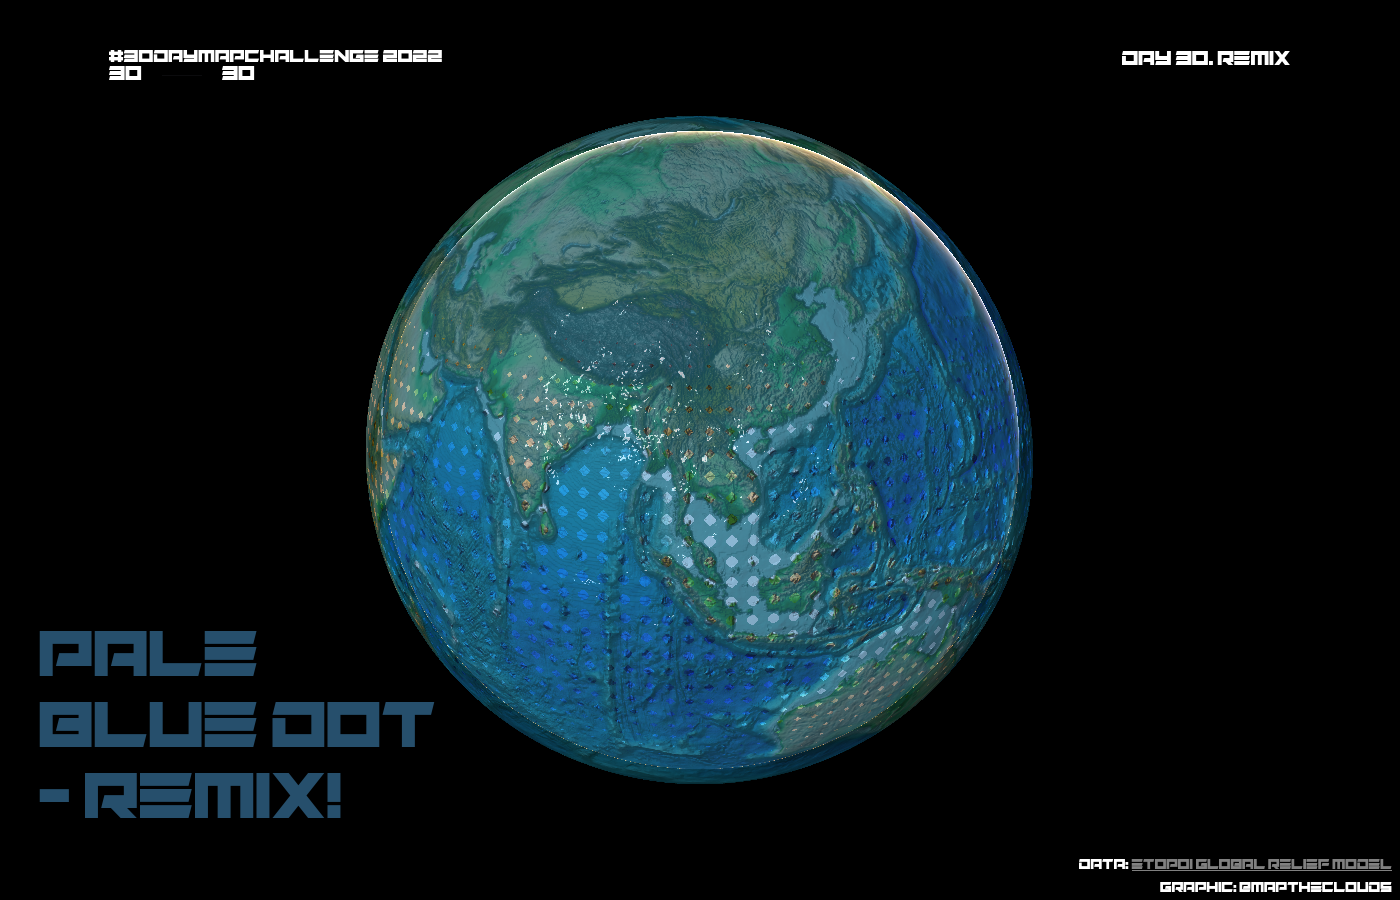 #30DAYMAPCHALLENGE 2022
30 30
DAY 30. REMIX
PALE
BLUE DOT
- REMIX!
DATA: ETOPO1 GLOBAL RELIEF MODEL
GRAPHIC: @MAPTHECLOUDS